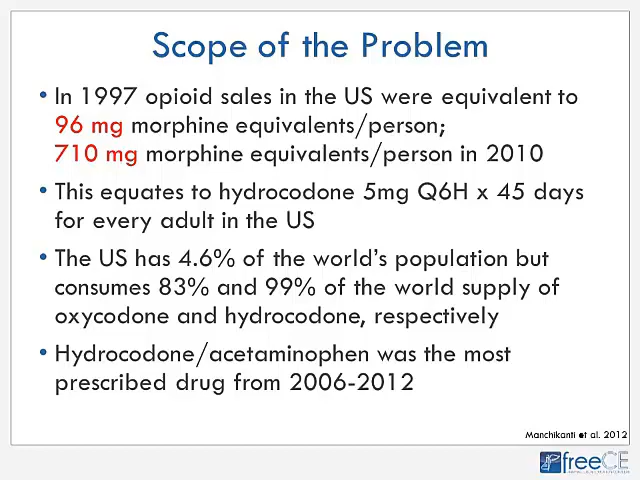 Scope of the Problem
• In 1997 opioid sales in the US were equivalent to
96 mg morphine equivalents/person;
710 mg morphine equivalents/person in 2010
• This equates to hydrocodone 5mg Q6H x 45 days
for every adult in the US
• The US has 4.6% of the world's population but
consumes 83% and 99% of the world supply of
oxycodone and hydrocodone, respectively
• Hydrocodone/acetaminophen was the most
prescribed drug from 2006-2012
Manchikanti et al. 2012
freeCE